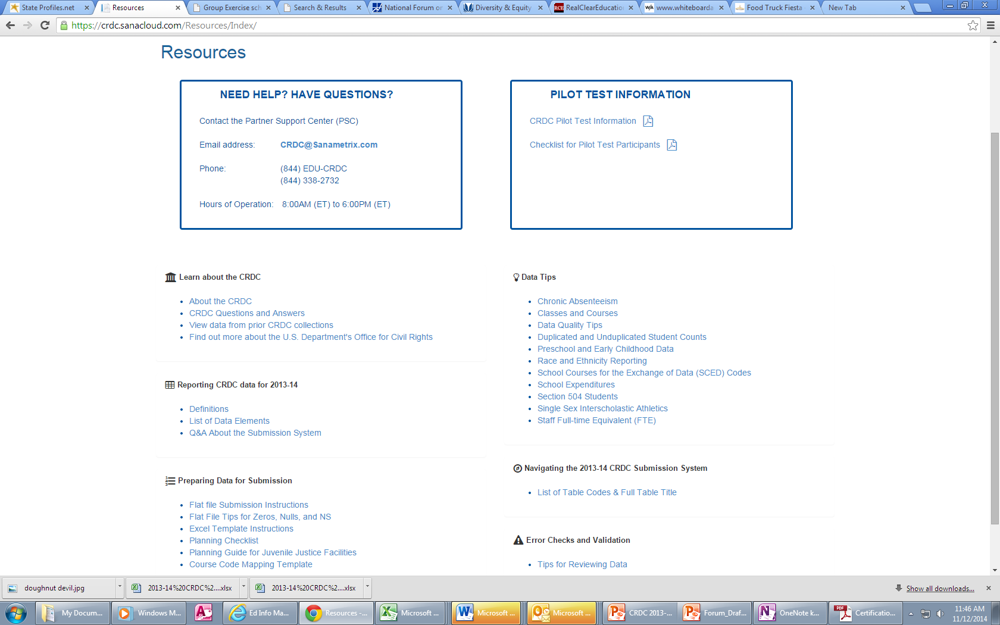 State Profiles.net
Resources
Group Exercise sch
Search & Results
National Forum or
Diversity & Equity
RCE RealClearEducation
W/A www.whiteboarda
Food Truck Fiesta
New Tab
https://crdc.sanacloud.com/Resources/Index/
Resources
NEED HELP? HAVE QUESTIONS?
Contact the Partner Support Center (PSC)
Email address: CRDC@Sanametrix.com
Phone: (844) EDU-CRDC
(844) 338-2732
Hours of Operation: 8:00AM (ET) to 6:00PM (ET)
PILOT TEST INFORMATION
CRDC Pilot Test Information
Checklist for Pilot Test Participants
Learn about the CRDC
About the CRDC
CRDC Questions and Answers
View data from prior CRDC collections
Find out more about the U.S. Department's Office for Civil Rights
Reporting CRDC data for 2013-14
Definitions
List of Data Elements
Q&A About the Submission System
Preparing Data for Submission
Flat file Submission Instructions
Flat File Tips for Zeros, Nulls, and NS
Excel Template Instructions
Planning Checklist
Planning Guide for Juvenile Justice Facilities
Course Code Mapping Template
Data Tips
Chronic Absenteeism
Classes and Courses
Data Quality Tips
Duplicated and Unduplicated Student Counts
Preschool and Early Childhood Data
Race and Ethnicity Reporting
School Courses for the Exchange of Data (SCED) Codes
School Expenditures
Section 504 Students
Single Sex Interscholastic Athletics
Staff Full-time Equivalent (FTE)
Navigating the 2013-14 CRDC Submission System
List of Table Codes & Full Table Title
Error Checks and Validation
Tips for Reviewing Data
doughnut devil.jpg
2013-14%20CRDC%2....xlsx
2013-14%20CRDC%2....xlsx
Show all downloads...
My Docum...
Windows M...
Ed Info Ma...
Resources -...
Microsoft ...
Microsoft ...
Microsoft ...
CRDC 2013-...
Forum_Draf...
OneNote k...
PDF Certificatio...
11:46 AM
11/12/2014